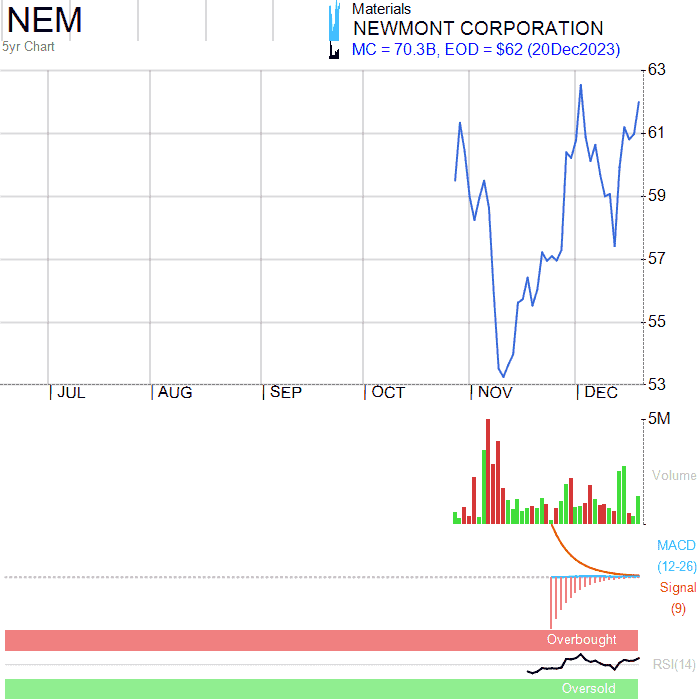 NEM
5yr Chart
Materials
NEWMONT CORPORATION
MC = 70.3B, EOD = $62 (20Dec2023)
63
61
59
57
55
53
JUL AUG SEP OCT NOV DEC
5M
Volume
MACD
(12-26)
Signal
(9)
Overbought
RSI(14)
Oversold